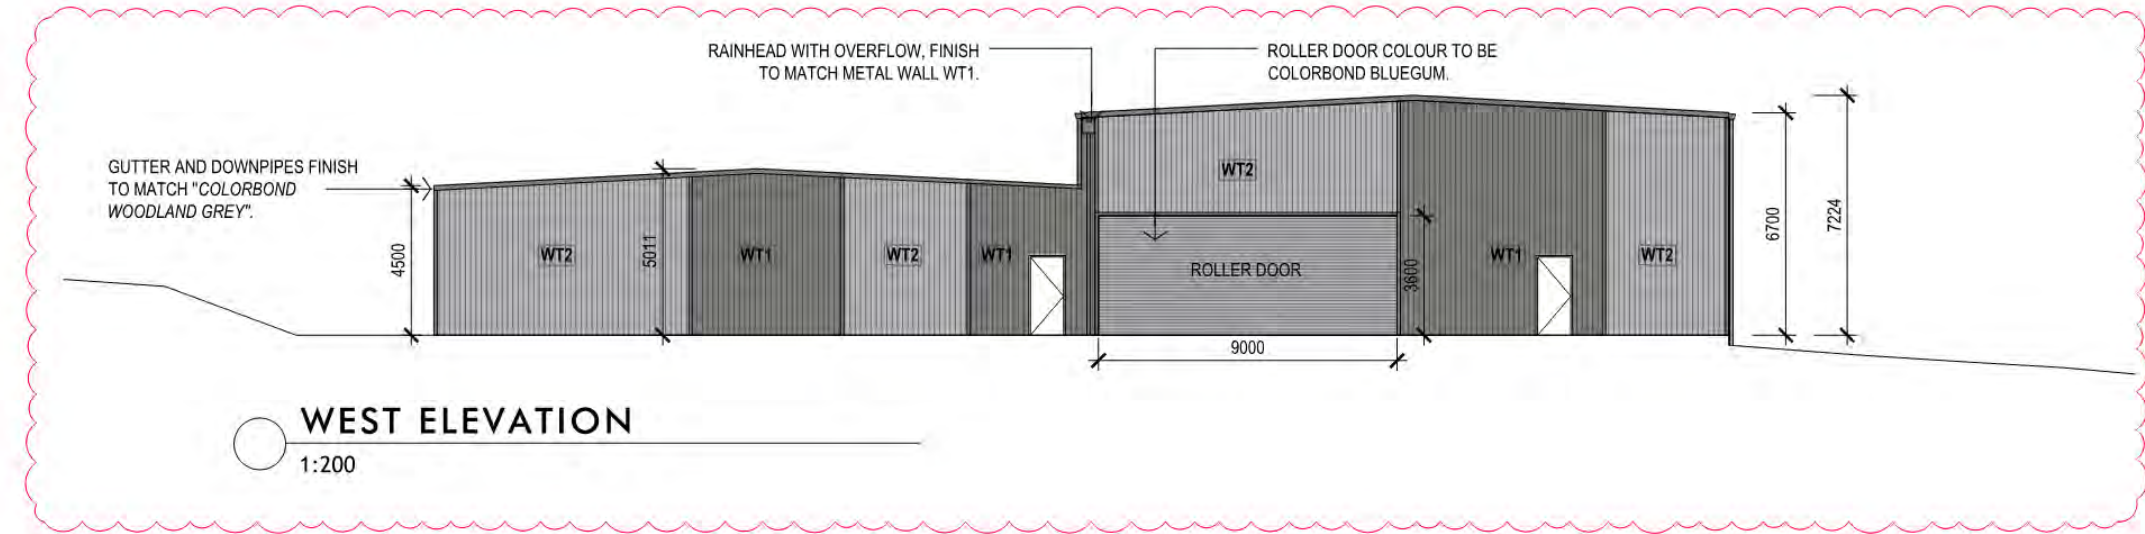 RAINHEAD WITH OVERFLOW, FINISH
TO MATCH METAL WALL WT1.
ROLLER DOOR COLOUR TO BE
COLORBOND BLUEGUM.
GUTTER AND DOWNPIPES FINISH
TO MATCH "COLORBOND
WOODLAND GREY".
4500
WT2
5011
WT1
WT2
WT1
WT2
ROLLER DOOR
3600
WT1
WT2
6700
7224
9000
WEST ELEVATION
1:200